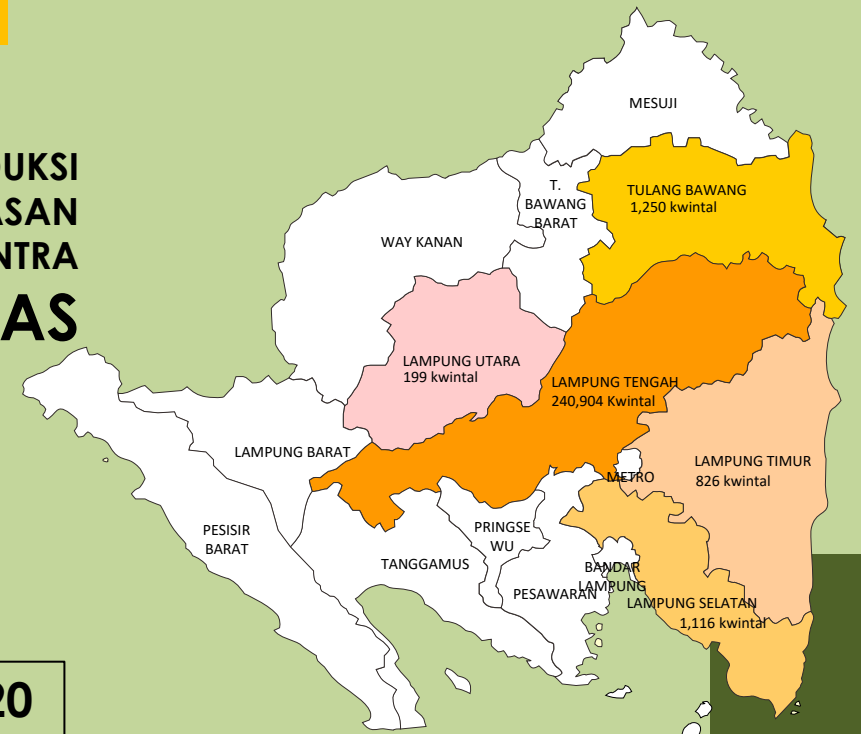 DUKSI
ASAN
NTRA
AS
20
MESUJI
T.
BAWANG
BARAT
TULANG BAWANG
1,250 kwintal
WAY KANAN
LAMPUNG UTARA
199 kwintal
LAMPUNG TENGAH
240,904 Kwintal
LAMPUNG BARAT
LAMPUNG TIMUR
826 kwintal
METRO
PESISIR
BARAT
PRINGSE
WU
TANGGAMUS
BANDAR
LAMPUNG
PESAWARAN
LAMPUNG SELATAN
1,116 kwintal